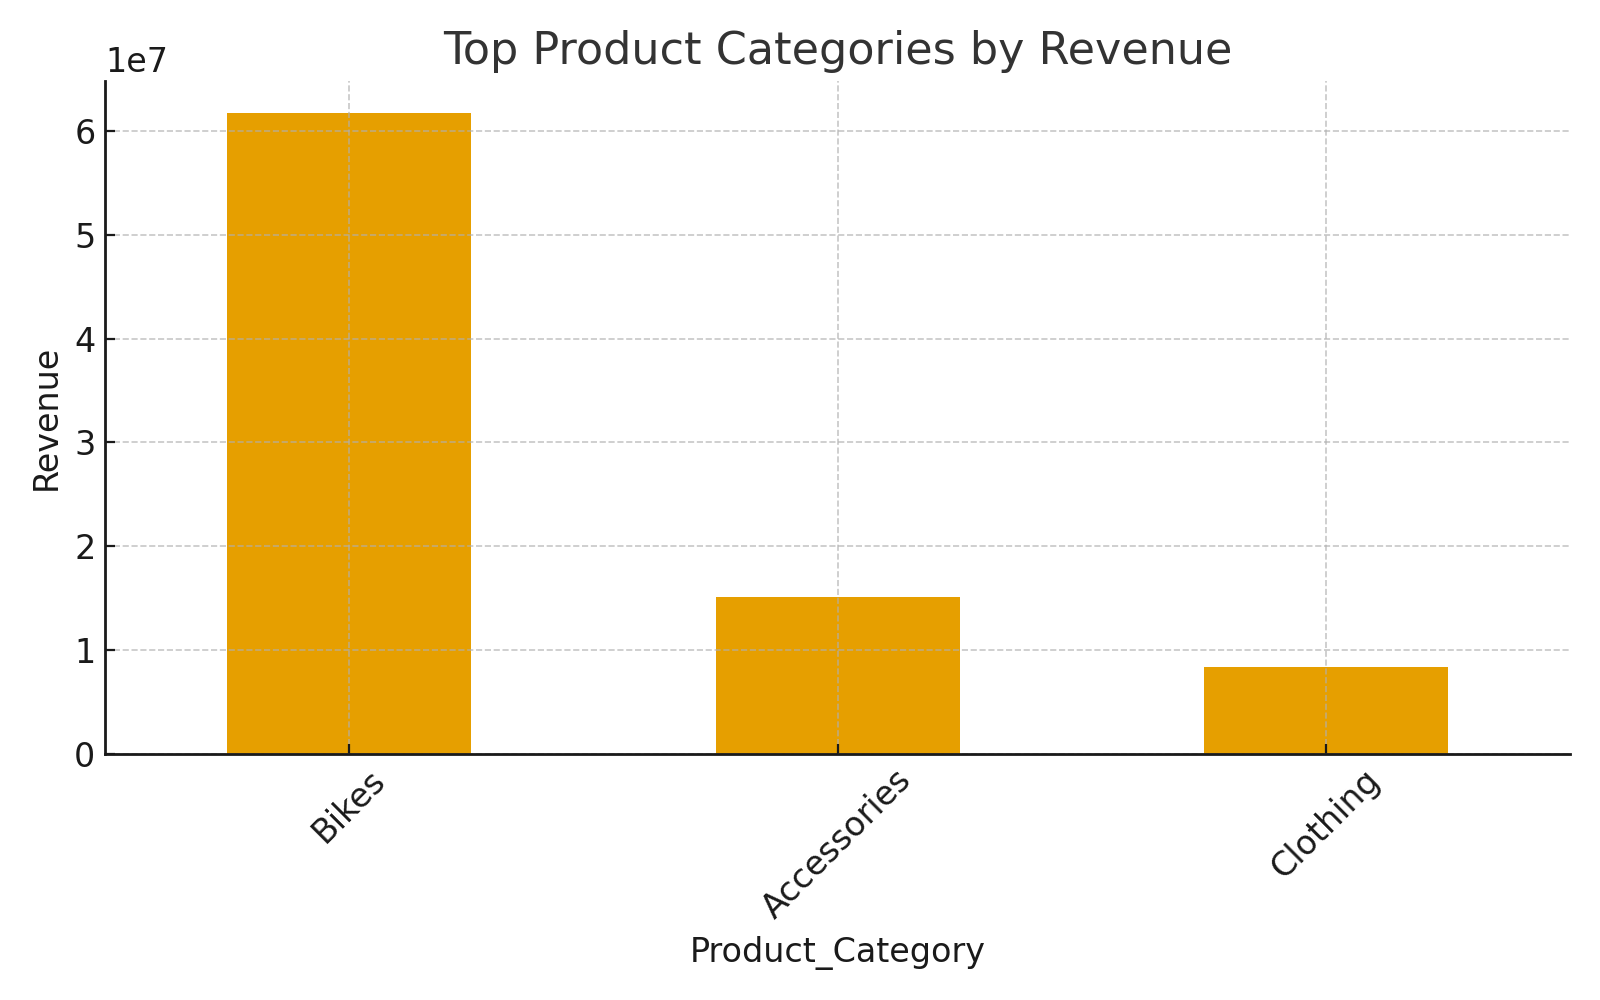 Top Product Categories by Revenue
1e7
6
5
4
3
2
1
0
Revenue
Bikes
Accessories
Clothing
Product_Category